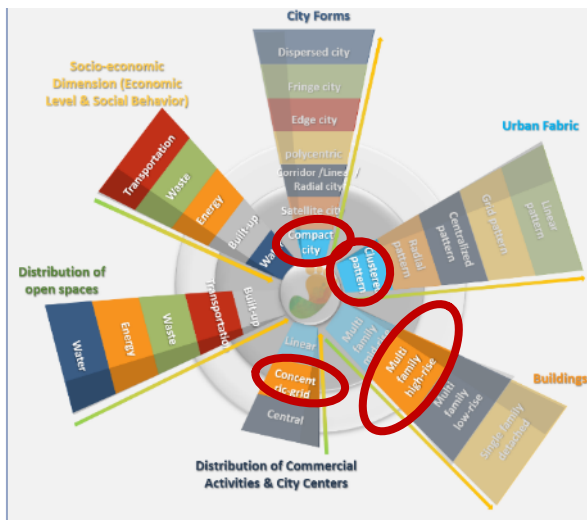 City Forms
Dispersed city
Fringe city
Edge city
polycentric
Corridor /Linear /
Radial city
Satellite city
Compact
city
Socio-economic
Dimension (Economic
Level & Social Behavior)
Transportation
Waste
Energy
Built-up
Urban Fabric
Clustered
pattern
Radial
pattern
Centralized
pattern
Grid pattern
Linear
pattern
Distribution of
open spaces
Water
Energy
Waste
Transportation
Built-up
Buildings
Multi
family
Multi
family
high-rise
Multi
family
low-rise
Single family
detached
Linear
Concent
ric-grid
Central
Distribution of Commercial
Activities & City Centers